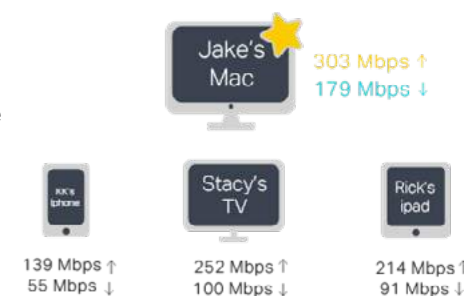 Jake's
Mac
303 Mbps ↑
179 Mbps ↓
KK's
iphone
Stacy's
TV
Rick's
ipad
139 Mbps ↑
55 Mbps ↓
252 Mbps ↑
100 Mbps ↓
214 Mbps ↑
91 Mbps ↓